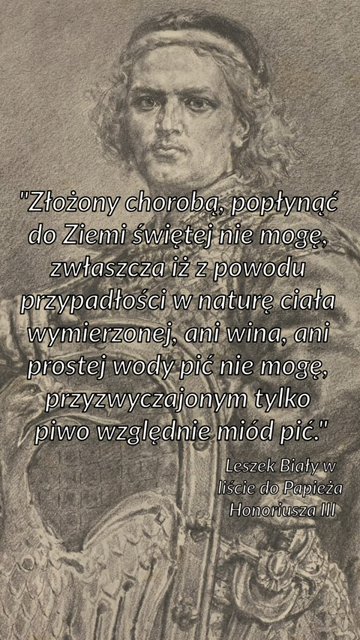 "Złożony chorobą, popłynąć
do Ziemi świętej nie mogę,
zwłaszcza iż z powodu
przypadłości w naturę ciała
wymierzonej, ani wina, ani
prostej wody pić nie mogę,
przyzwyczajonym tylko
piwo względnie miód pić."
Leszek Biały w
liście do Papieża
Honoriusza III